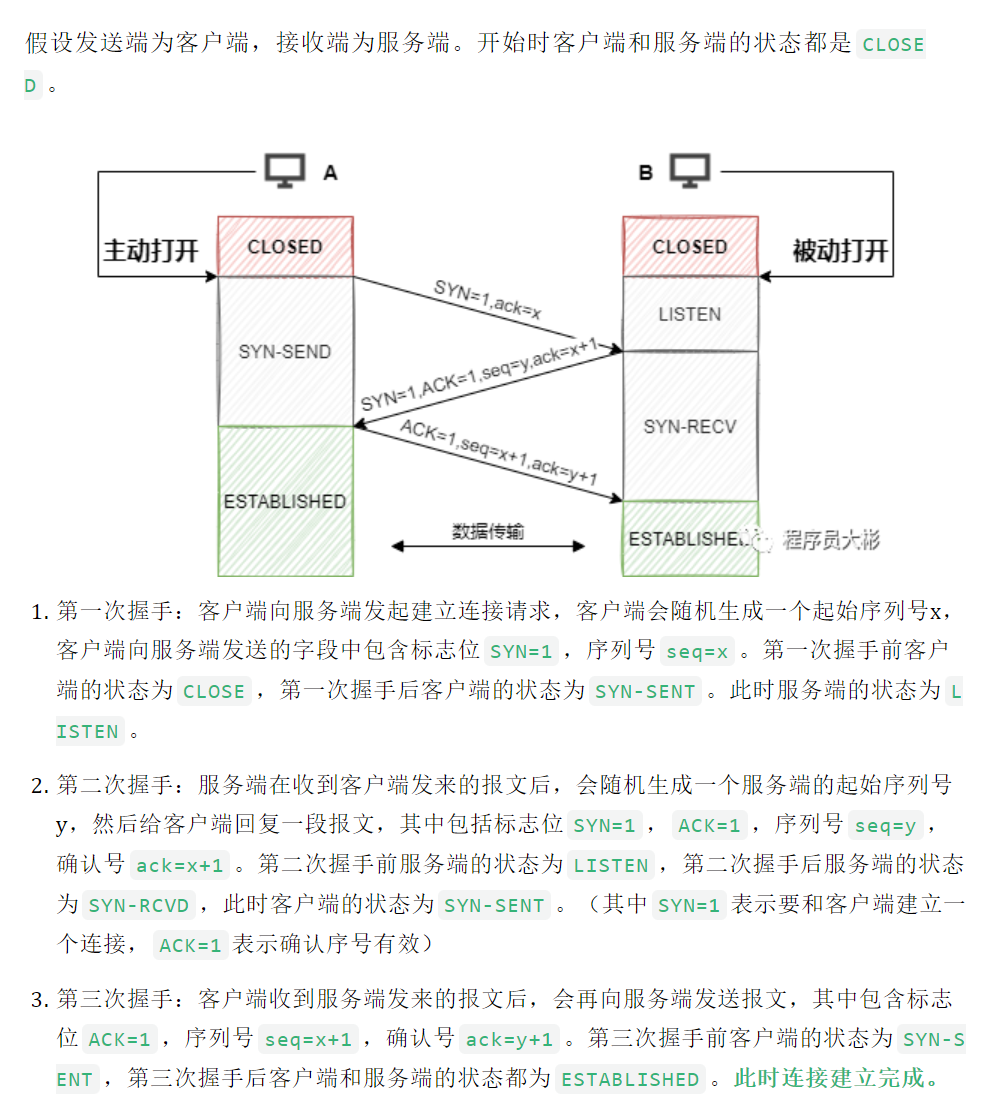 假设发送端为客户端，接收端为服务端。开始时客户端和服务端的状态都是 CLOSE
D 。
A
B
主动打开
CLOSED
CLOSED
被动打开
SYN=1,ack=x
LISTEN
SYN-SEND
SYN=1,ACK=1,seq=y,ack=x+1
ACK=1,seq=x+1,ack=y+1
SYN-RECV
ESTABLISHED
数据传输
ESTABLISHED
程序员大彬
1. 第一次握手：客户端向服务端发起建立连接请求，客户端会随机生成一个起始序列号x，
客户端向服务端发送的字段中包含标志位 SYN=1 ，序列号 seq=x 。第一次握手前客户
端的状态为 CLOSE ，第一次握手后客户端的状态为 SYN-SENT 。此时服务端的状态为 L
ISTEN 。
2. 第二次握手：服务端在收到客户端发来的报文后，会随机生成一个服务端的起始序列号
y，然后给客户端回复一段报文，其中包括标志位 SYN=1 ， ACK=1 ，序列号 seq=y ，
确认号 ack=x+1 。第二次握手前服务端的状态为 LISTEN ，第二次握手后服务端的状态
为 SYN-RCVD ，此时客户端的状态为 SYN-SENT 。（其中 SYN=1 表示要和客户端建立一
个连接， ACK=1 表示确认序号有效）
3. 第三次握手：客户端收到服务端发来的报文后，会再向服务端发送报文，其中包含标志
位 ACK=1 ，序列号 seq=x+1 ，确认号 ack=y+1 。第三次握手前客户端的状态为 SYN-S
ENT ，第三次握手后客户端和服务端的状态都为 ESTABLISHED 。此时连接建立完成。